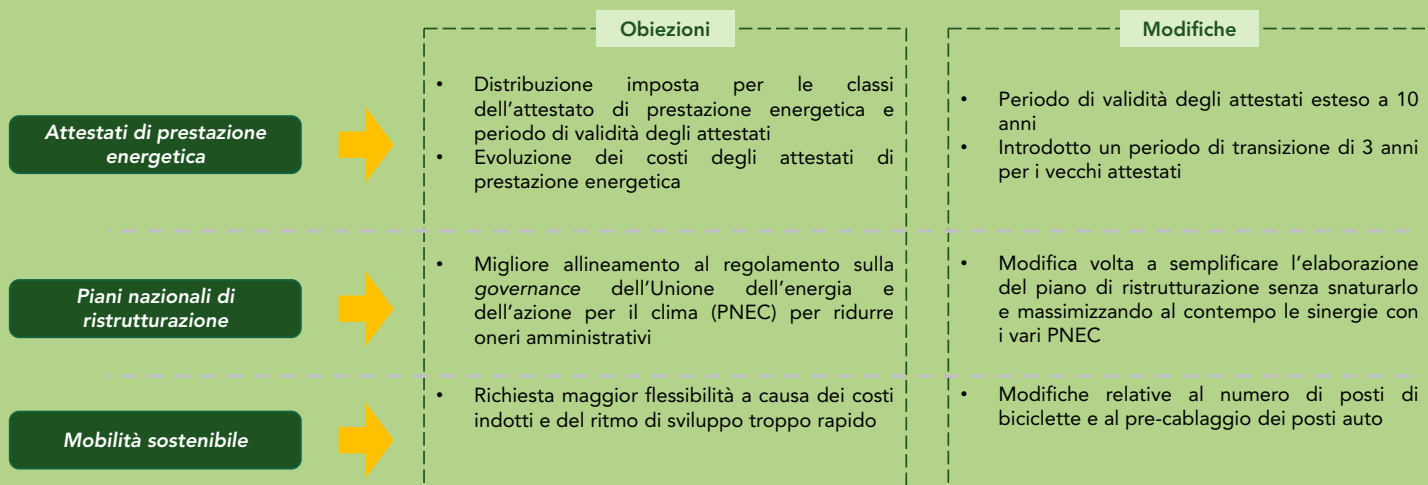 Obiezioni
Modifiche
Attestati di prestazione
energetica
• Distribuzione imposta per le classi
dell'attestato di prestazione energetica e
periodo di validità degli attestati
• Evoluzione dei costi degli attestati di
prestazione energetica
• Periodo di validità degli attestati esteso a 10
anni
• Introdotto un periodo di transizione di 3 anni
per i vecchi attestati
Piani nazionali di
ristrutturazione
• Migliore allineamento al regolamento sulla
governance dell'Unione dell'energia e
dell'azione per il clima (PNEC) per ridurre
oneri amministrativi
• Modifica volta a semplificare l'elaborazione
del piano di ristrutturazione senza snaturarlo
e massimizzando al contempo le sinergie con
i vari PNEC
Mobilità sostenibile
• Richiesta maggior flessibilità a causa dei costi
indotti e del ritmo di sviluppo troppo rapido
• Modifiche relative al numero di posti di
biciclette e al pre-cablaggio dei posti auto